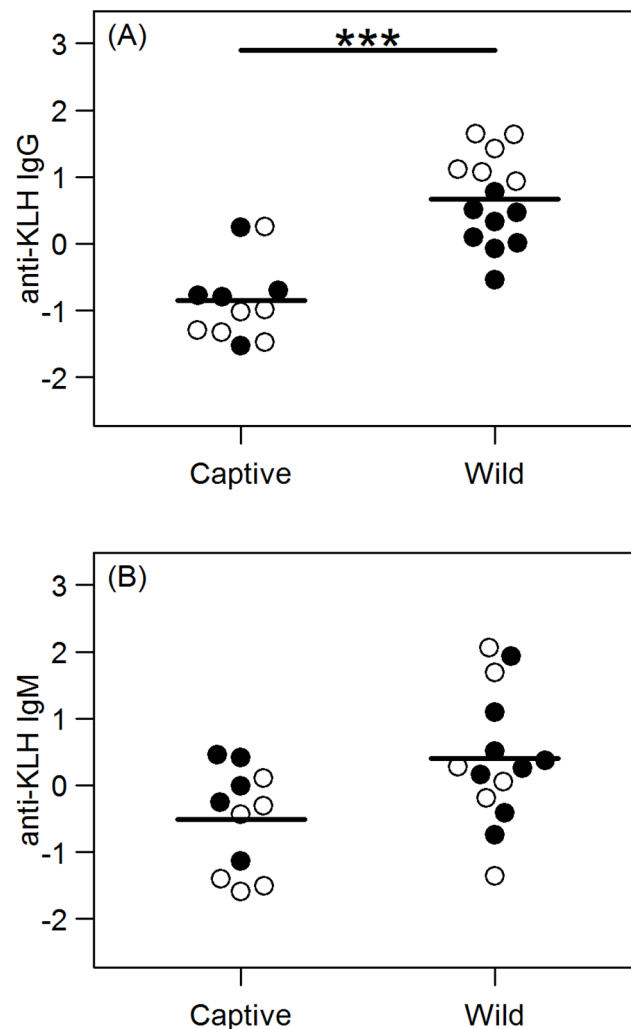 (A)
***
3
2
1
0
-1
-2
anti-KLH IgG
Captive Wild
(B)
3
2
1
0
-1
-2
anti-KLH IgM
Captive Wild